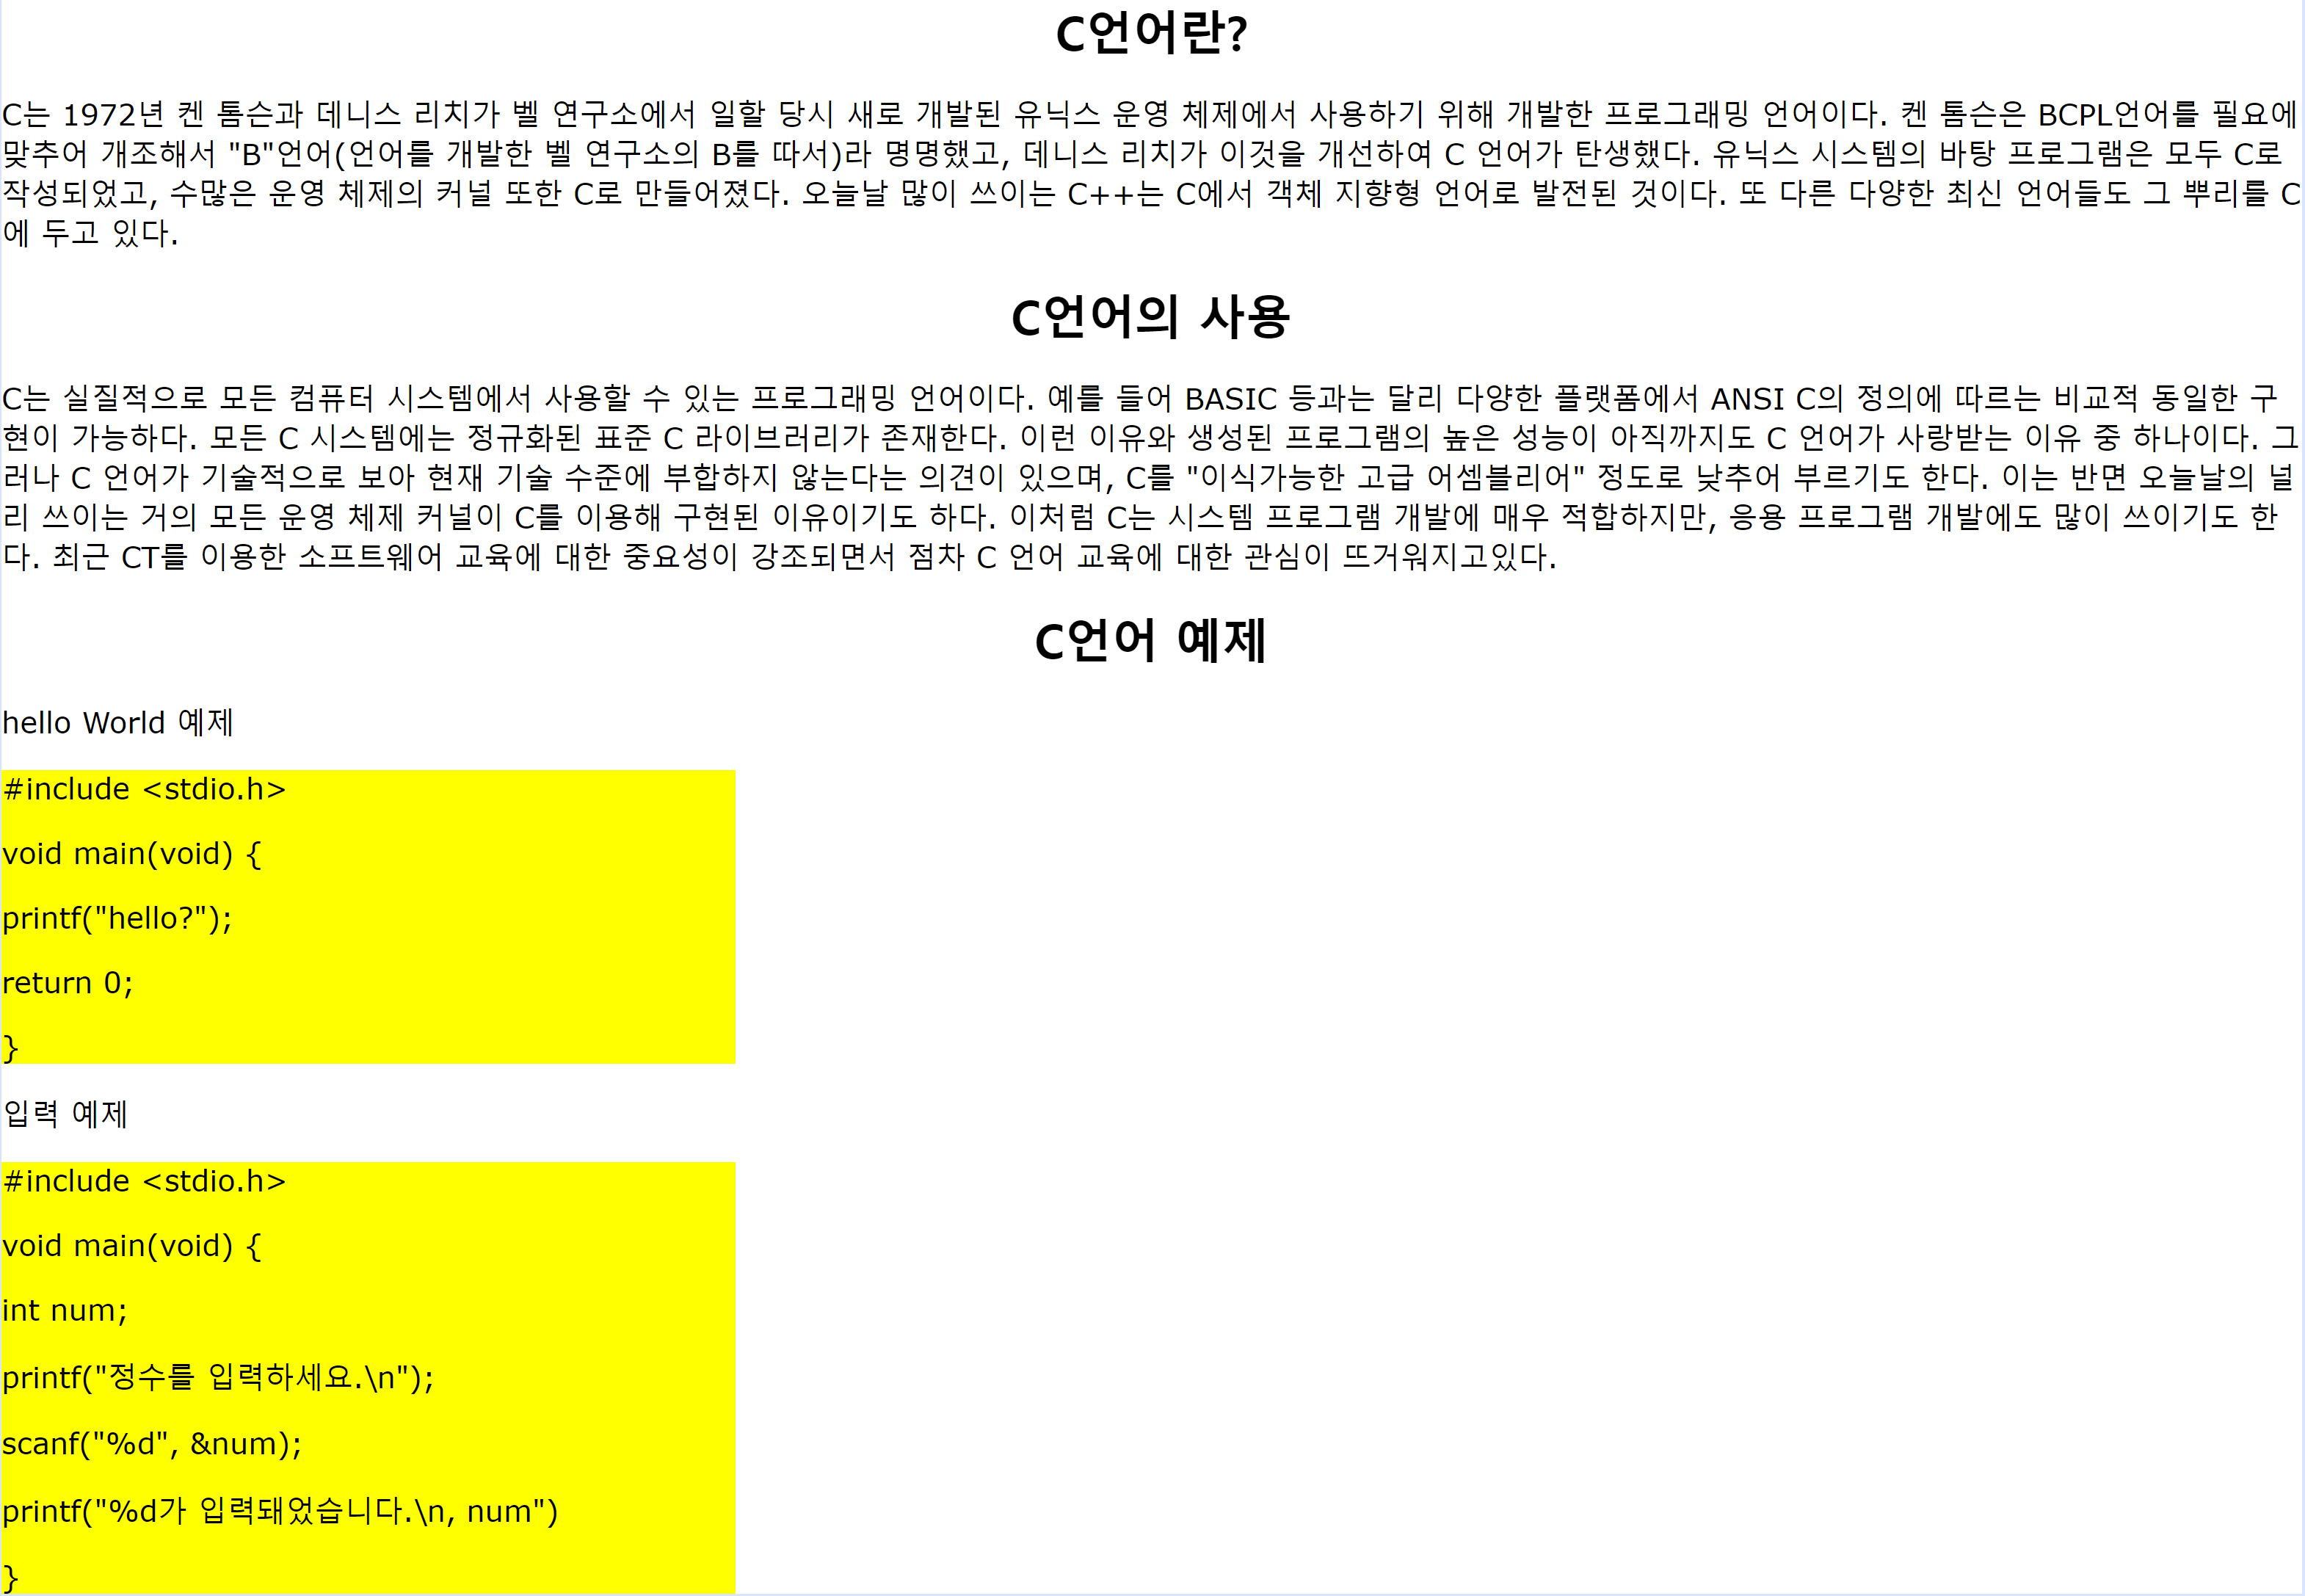 C언어란?
C는 1972년 켄 톰슨과 데니스 리치가 벨 연구소에서 일할 당시 새로 개발된 유닉스 운영 체제에서 사용하기 위해 개발한 프로그래밍 언어이다. 켄 톰슨은 BCPL언어를 필요에
맞추어 개조해서 "B"언어(언어를 개발한 벨 연구소의 B를 따서)라 명명했고, 데니스 리치가 이것을 개선하여 C 언어가 탄생했다. 유닉스 시스템의 바탕 프로그램은 모두 C로
작성되었고, 수많은 운영 체제의 커널 또한 C로 만들어졌다. 오늘날 많이 쓰이는 C++는 C에서 객체 지향형 언어로 발전된 것이다. 또 다른 다양한 최신 언어들도 그 뿌리를 C
에 두고 있다.
C언어의 사용
C는 실질적으로 모든 컴퓨터 시스템에서 사용할 수 있는 프로그래밍 언어이다. 예를 들어 BASIC 등과는 달리 다양한 플랫폼에서 ANSI C의 정의에 따르는 비교적 동일한 구
현이 가능하다. 모든 C 시스템에는 정규화된 표준 C 라이브러리가 존재한다. 이런 이유와 생성된 프로그램의 높은 성능이 아직까지도 C 언어가 사랑받는 이유 중 하나이다. 그
러나 C 언어가 기술적으로 보아 현재 기술 수준에 부합하지 않는다는 의견이 있으며, C를 "이식가능한 고급 어셈블리어" 정도로 낮추어 부르기도 한다. 이는 반면 오늘날의 널
리 쓰이는 거의 모든 운영 체제 커널이 C를 이용해 구현된 이유이기도 하다. 이처럼 C는 시스템 프로그램 개발에 매우 적합하지만, 응용 프로그램 개발에도 많이 쓰이기도 한
다. 최근 CT를 이용한 소프트웨어 교육에 대한 중요성이 강조되면서 점차 C 언어 교육에 대한 관심이 뜨거워지고있다.
C언어 예제
hello World 예제
#include <stdio.h>
void main(void) {
printf("hello?");
return 0;
}
입력 예제
#include <stdio.h>
void main(void) {
int num;
printf("정수를 입력하세요.\n");
scanf("%d", &num);
printf("%d가 입력돼었습니다.\n, num")
}